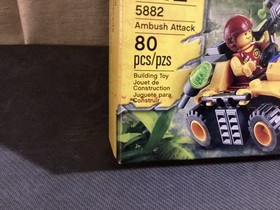 5882
Ambush Attack
80
pcs/pzs
Building Toy
Jouet de
Construction
Juguete para
Construir